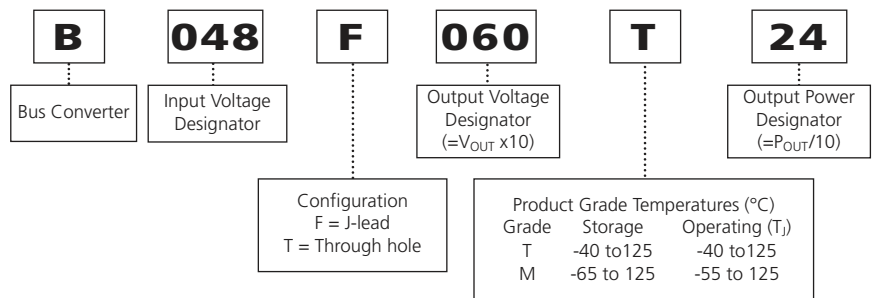 B 048 F 060 T 24
Bus Converter
Input Voltage
Designator
Output Voltage
Designator
(=VOUT x10)
Output Power
Designator
(=POUT/10)
Configuration
F = J-lead
T = Through hole
Product Grade Temperatures (°C)
Grade Storage Operating (TJ)
T -40 to125 -40 to125
M -65 to 125 -55 to 125